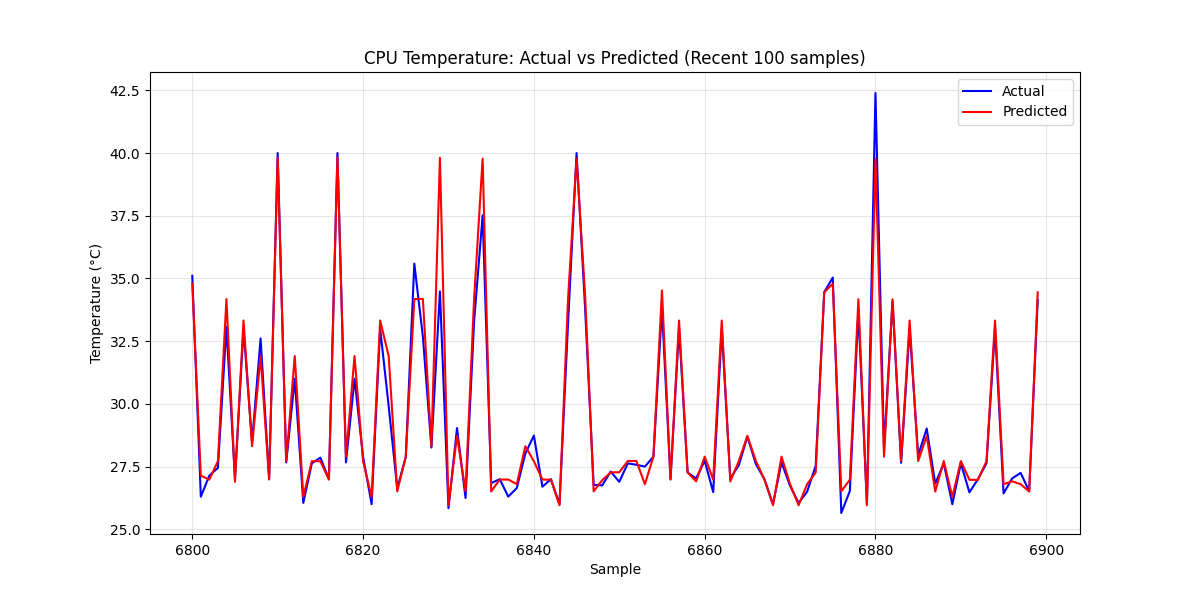 CPU Temperature: Actual vs Predicted (Recent 100 samples)
Actual
Predicted
42.5
40.0
37.5
35.0
32.5
30.0
27.5
25.0
Temperature (°C)
6800
6820
6840
6860
6880
6900
Sample